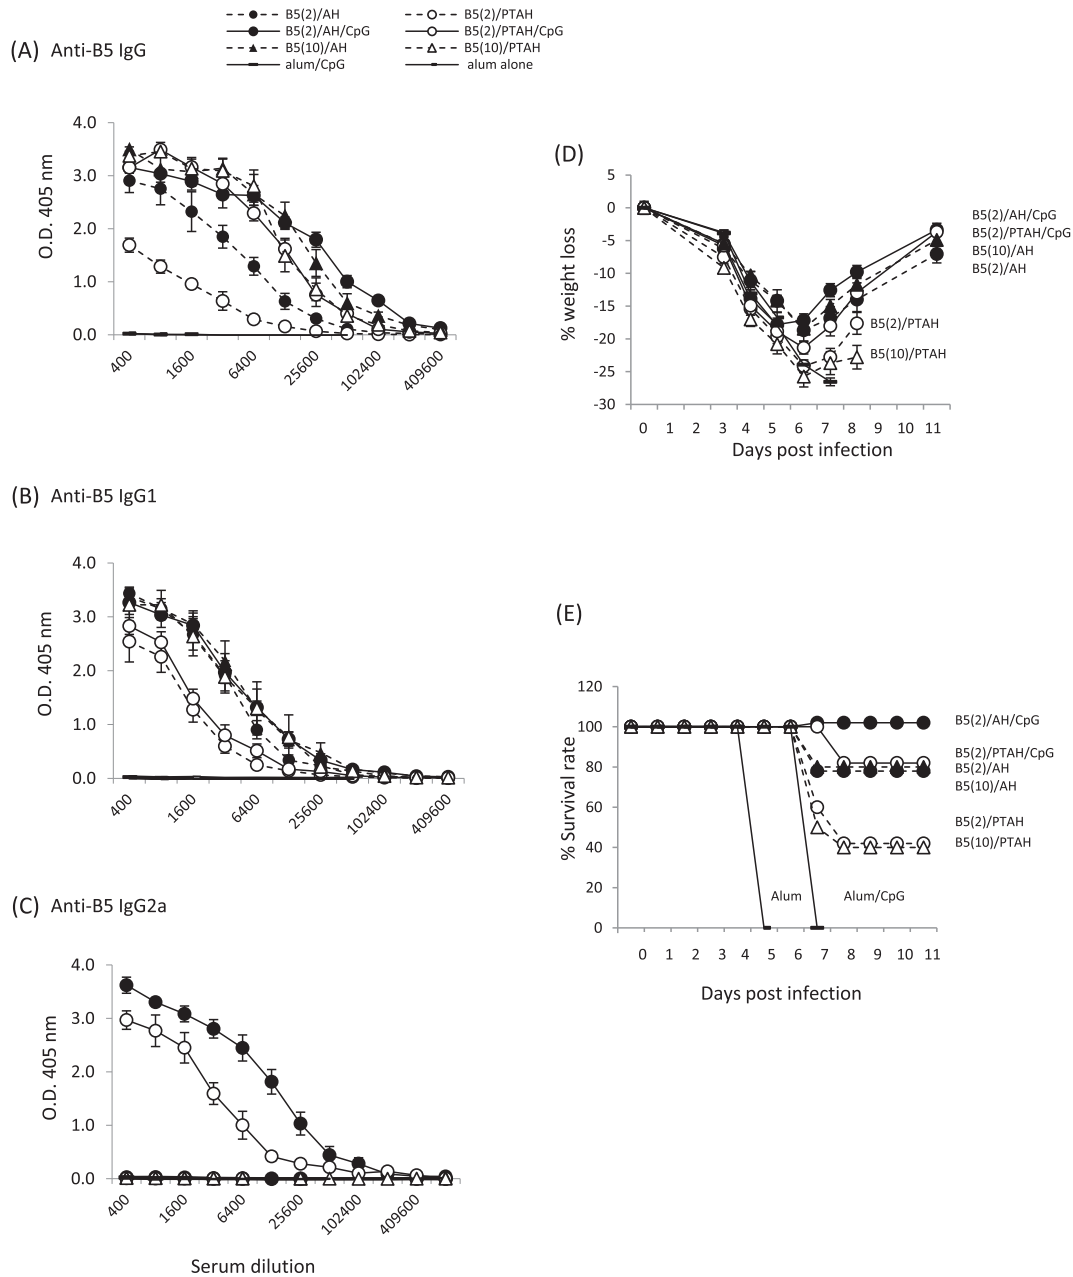 B5(2)/AH
B5(2)/PTAH
B5(2)/AH/CpG
B5(2)/PTAH/CpG
B5(10)/AH
B5(10)/PTAH
alum/CpG
alum alone
(A) Anti-B5 IgG
4.0
3.0
2.0
1.0
0.0
O.D. 405 nm
400 1600 6400 25600 102400 409600
(B) Anti-B5 IgG1
4.0
3.0
2.0
1.0
0.0
O.D. 405 nm
400 1600 6400 25600 102400 409600
(C) Anti-B5 IgG2a
4.0
3.0
2.0
1.0
0.0
O.D. 405 nm
400 1600 6400 25600 102400 409600
Serum dilution
(D)
5
0
-5
-10
-15
-20
-25
-30
% weight loss
B5(2)/AH/CpG
B5(2)/PTAH/CpG
B5(10)/AH
B5(2)/AH
B5(2)/PTAH
B5(10)/PTAH
0 1 2 3 4 5 6 7 8 9 10 11
Days post infection
(E)
120
100
80
60
40
20
0
% Survival rate
B5(2)/AH/CpG
B5(2)/PTAH/CpG
B5(2)/AH
B5(10)/AH
B5(2)/PTAH
B5(10)/PTAH
Alum
Alum/CpG
0 1 2 3 4 5 6 7 8 9 10 11
Days post infection